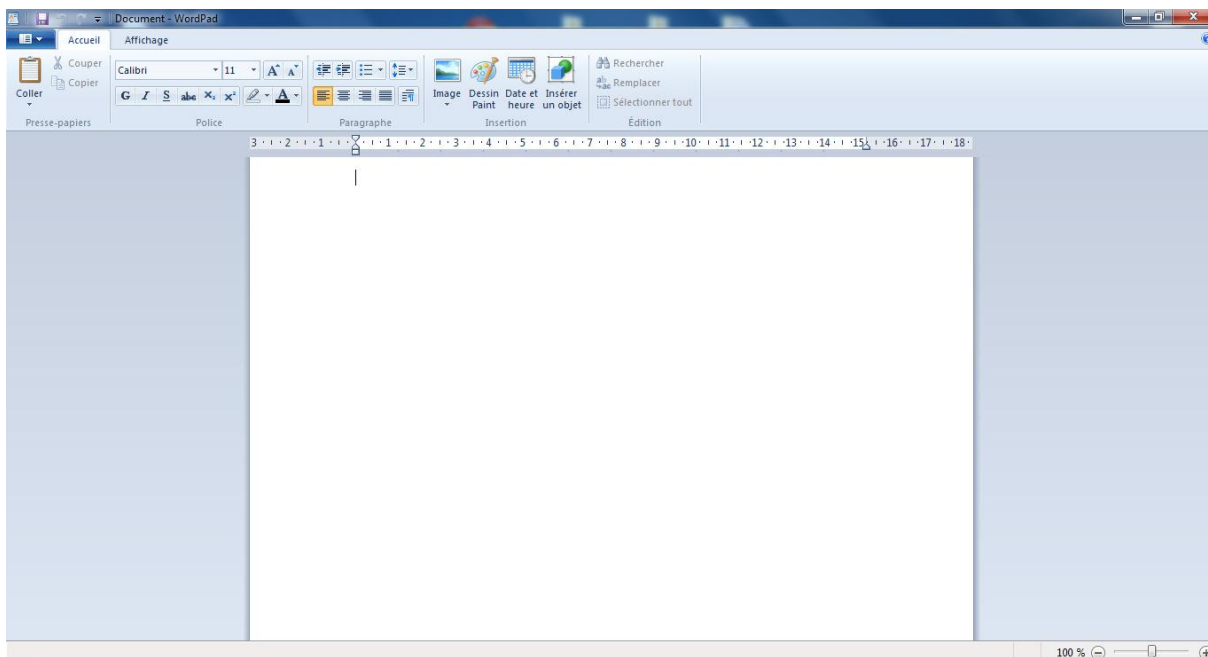 Document - WordPad
Accueil Affichage
Coller
Couper
Copier
Presse-papiers
Calibri 11 A A
G I S abc X₂ X² A
Police
Paragraphe
Image
Dessin Paint
Date et heure
Insérer un objet
Insertion
Rechercher
Remplacer
Sélectionner tout
Édition
3 2 1 1 2 3 4 5 6 7 8 9 10 11 12 13 14 15 16 17 18
100 %